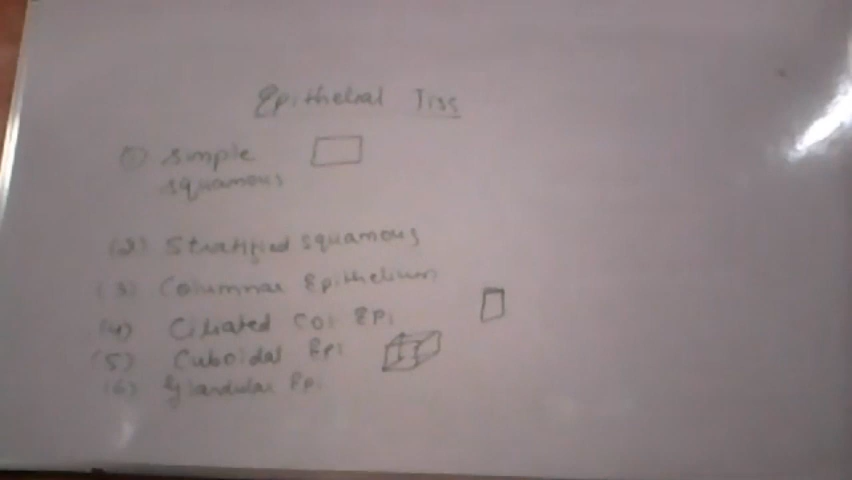 Epithelial Tiss
(1) Simple
squamous
(2) Stratified squamous
(3) Columnar Epithelium
(4) Ciliated Col Epi
(5) Cuboidal Epi
(6) Glandular Epi